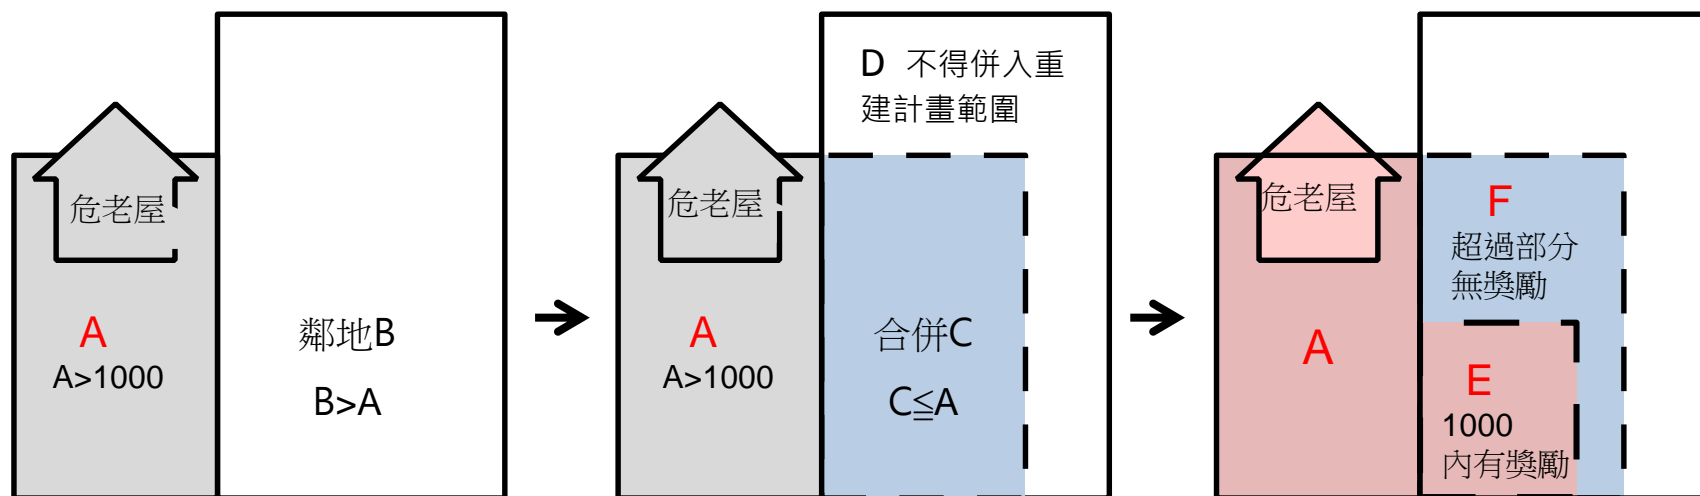 危老屋
A
A>1000
鄰地B
B>A
D 不得併入重
建計畫範圍
危老屋
A
A>1000
合併C
C≦A
危老屋
A
F
超過部分
無獎勵
E
1000
內有獎勵